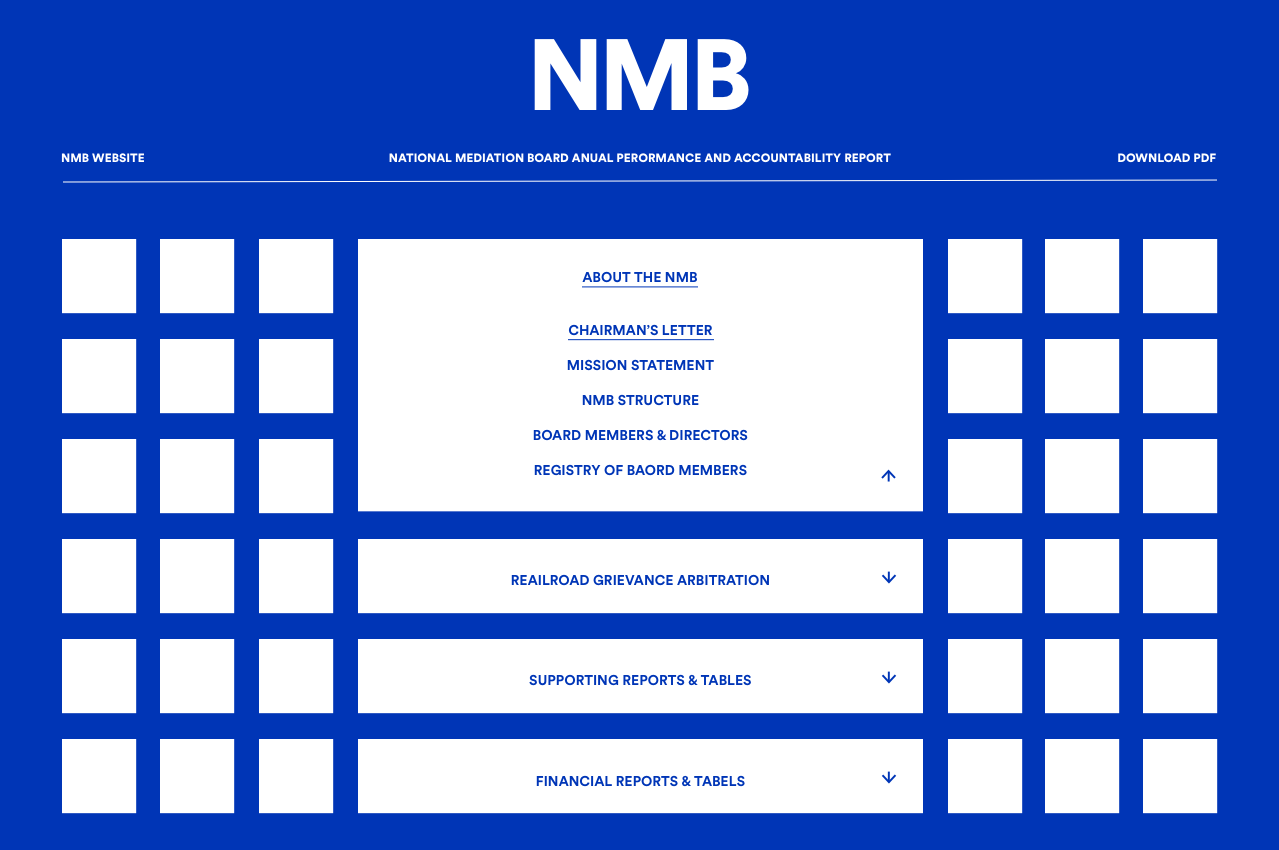 NMB
NMB WEBSITE
NATIONAL MEDIATION BOARD ANUAL PERORMANCE AND ACCOUNTABILITY REPORT
DOWNLOAD PDF
ABOUT THE NMB
CHAIRMAN’S LETTER
MISSION STATEMENT
NMB STRUCTURE
BOARD MEMBERS & DIRECTORS
REGISTRY OF BAORD MEMBERS
REAILROAD GRIEVANCE ARBITRATION
SUPPORTING REPORTS & TABLES
FINANCIAL REPORTS & TABELS